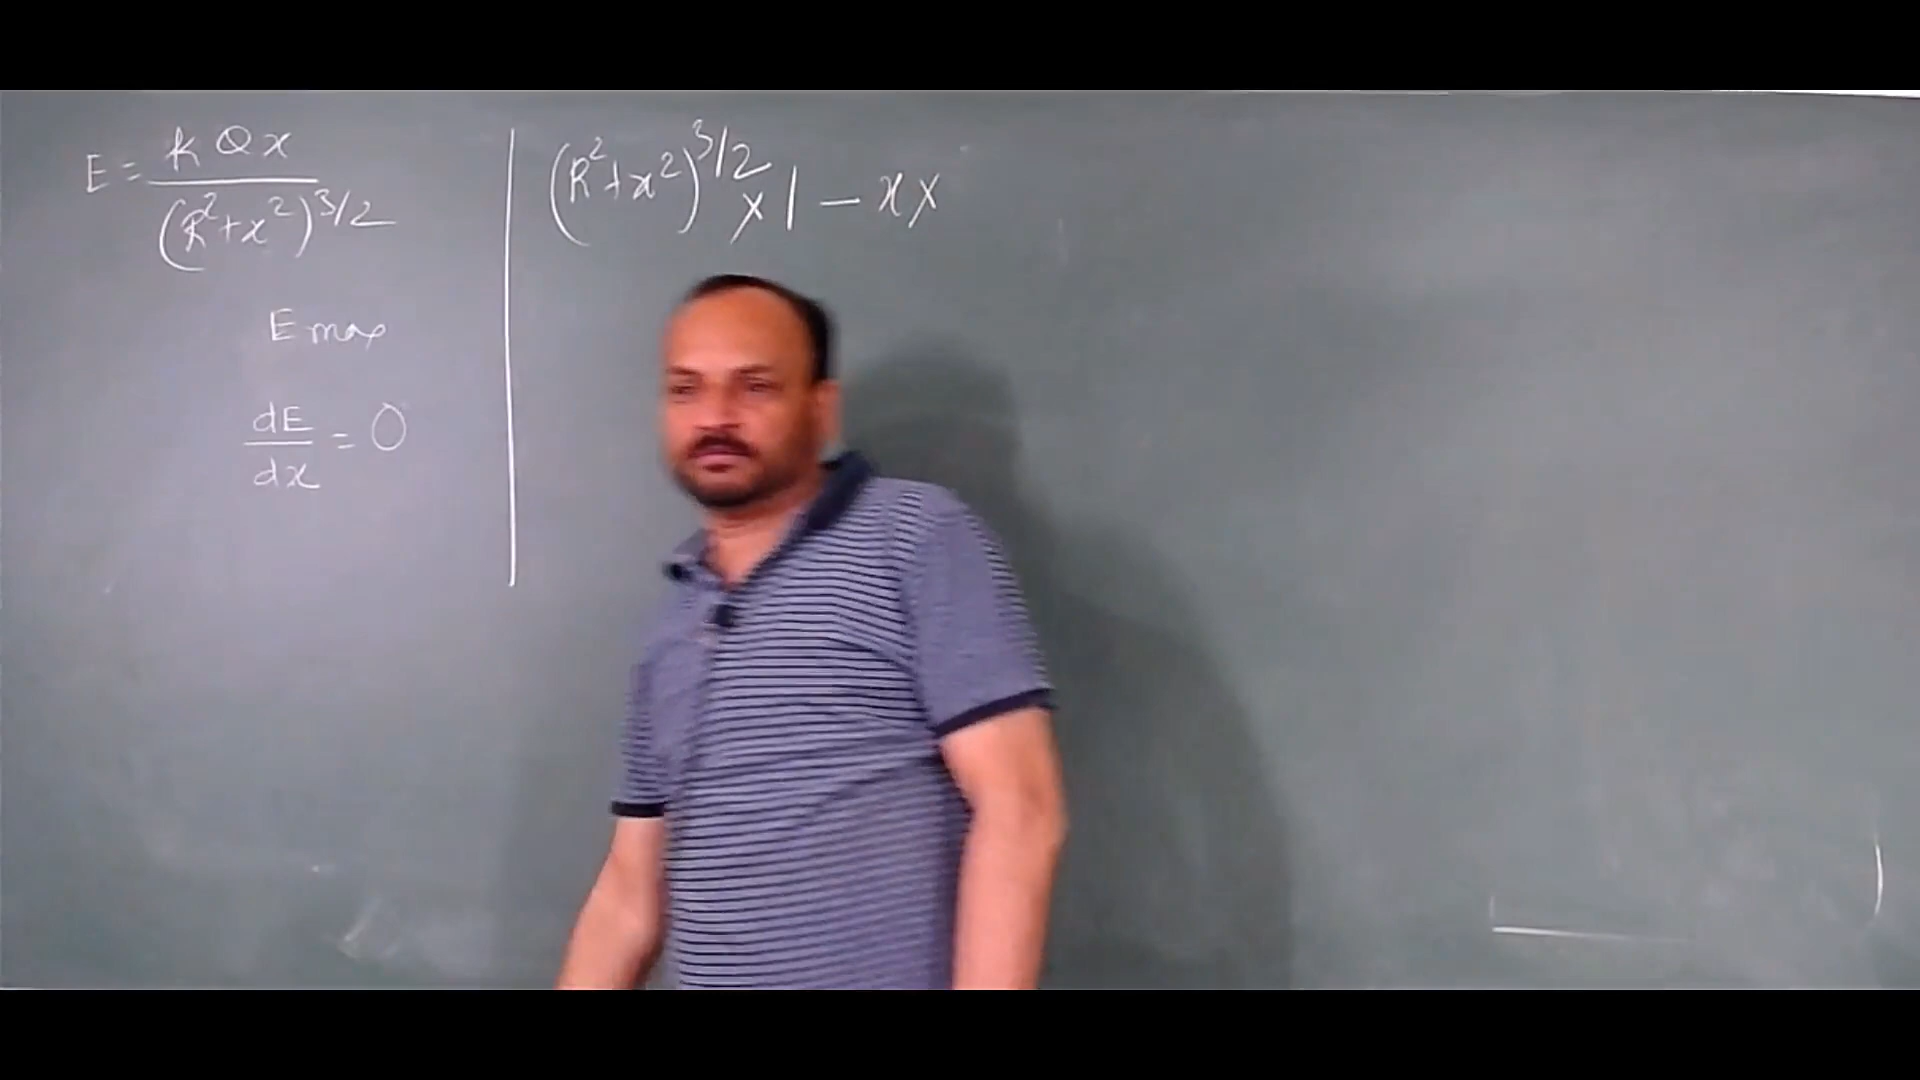 E = kQx / (R²+x²)^3/2
E max
dE/dx = 0
(R²+x²)^3/2 x 1 - x x